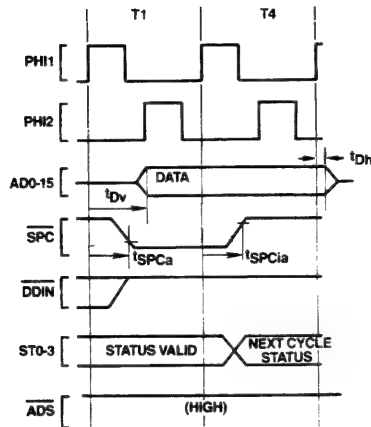 T1 T4
PHI1
PHI2
tDh
AD0-15 DATA
tDv
SPC
tSPCa tSPCia
DDIN
ST0-3 STATUS VALID NEXT CYCLE
STATUS
ADS (HIGH)